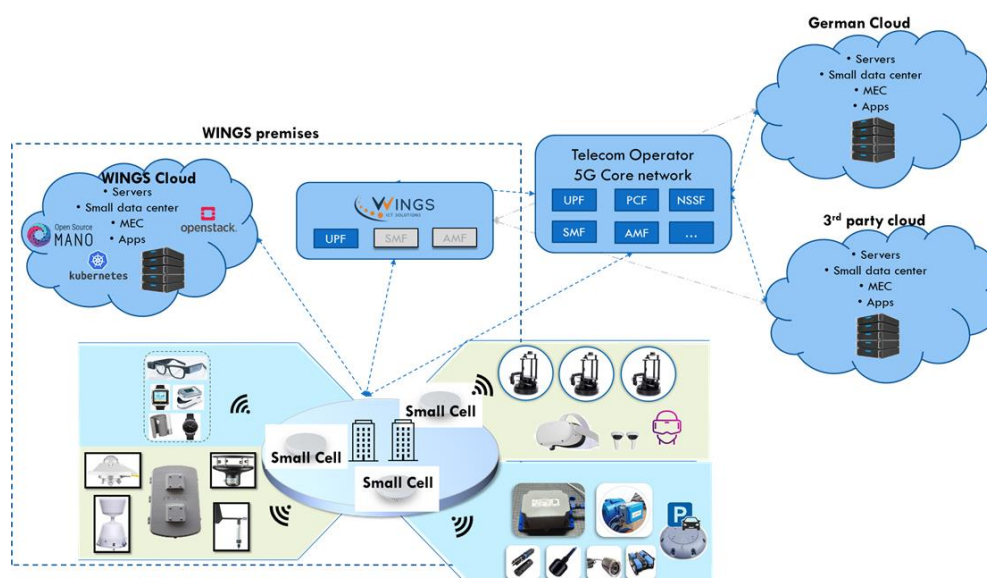 German Cloud
• Servers
• Small data center
• MEC
• Apps
WINGS premises
Telecom Operator
5G Core network
UPF
PCF
NSSF
SMF
AMF
...
WINGS Cloud
• Servers
• Small data center
• MEC
• Apps
Open Source
MANO
openstack.
kubernetes
WINGS
ICT SOLUTIONS
UPF
SMF
AMF
3rd party cloud
• Servers
• Small data center
• MEC
• Apps
Small Cell
Small Cell
Small Cell
P